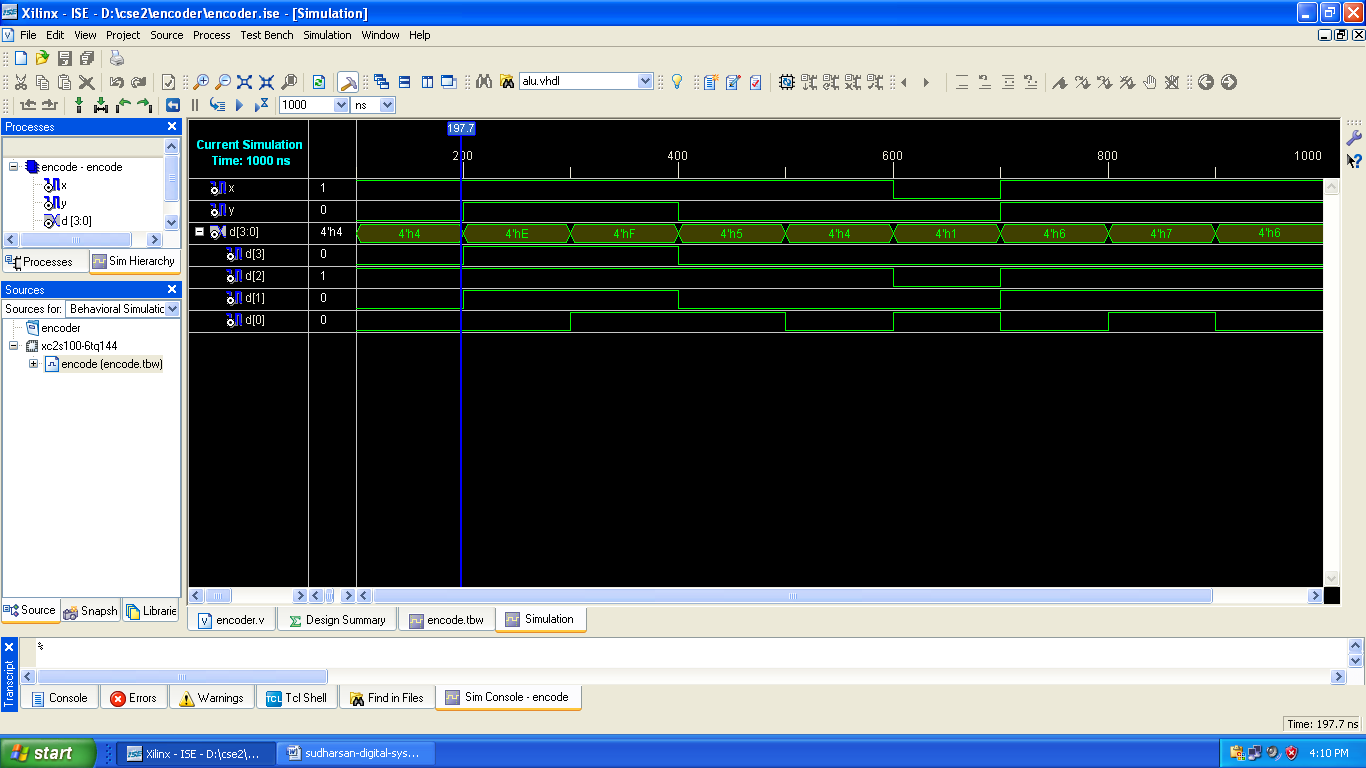 Xilinx - ISE - D:\cse2\encoder\encoder.ise - [Simulation]
File Edit View Project Source Process Test Bench Simulation Window Help
alu.vhdl
1000 ns
Processes
encode - encode
x
y
d [3:0]
Processes Sim Hierarchy
Sources
Sources for: Behavioral Simulatic
encoder
xc2s100-6tq144
encode (encode.tbw)
Source Snapsh Librarie
197.7
Current Simulation
Time: 1000 ns
200 400 600 800 1000
x 1
y 0
d[3:0] 4'h4 4'h4 4'hE 4'hF 4'h5 4'h4 4'h1 4'h6 4'h7 4'h6
d[3] 0
d[2] 1
d[1] 0
d[0] 0
encoder.v Design Summary encode.tbw Simulation
Transcript
%
Console Errors Warnings TCL Tcl Shell Find in Files Sim Console - encode
Time: 197.7 ns
start ISE Xilinx - ISE - D:\cse2\... sudharsan-digital-sys... 4:10 PM